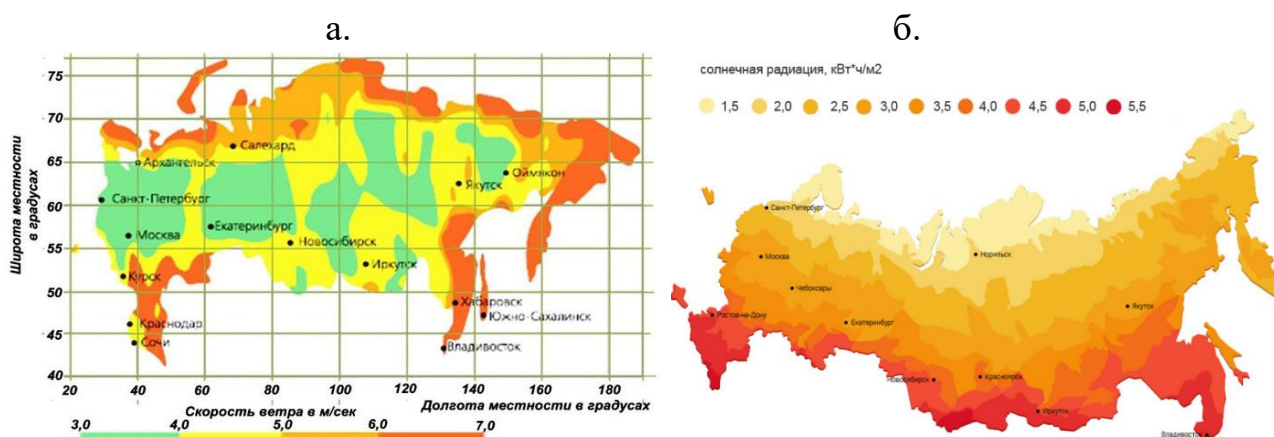 а.
75
70
65
60
55
50
45
40
Широта местности
в градусах
Салехард
Архангельск
Оймякон
Якутск
Санкт-Петербург
Екатеринбург
Москва
Новосибирск
Иркутск
Курск
Хабаровск
Южно-Сахалинск
Краснодар
Сочи
Владивосток
20 40 60 80 100 120 140 160 180
Скорость ветра в м/сек
Долгота местности в градусах
3,0 4,0 5,0 6,0 7,0
б.
солнечная радиация, кВт*ч/м2
1,5 2,0 2,5 3,0 3,5 4,0 4,5 5,0 5,5
Санкт-Петербург
Москва
Норильск
Чебоксары
Якутск
Ростов-на-Дону
Екатеринбург
Новосибирск
Красноярск
Иркутск
Владивосток